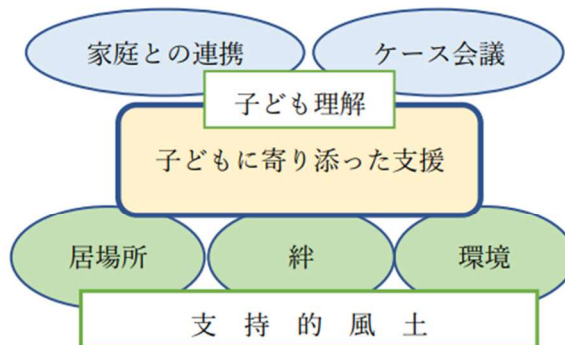 家庭との連携
ケース会議
子ども理解
子どもに寄り添った支援
居場所
絆
環境
支持的風土